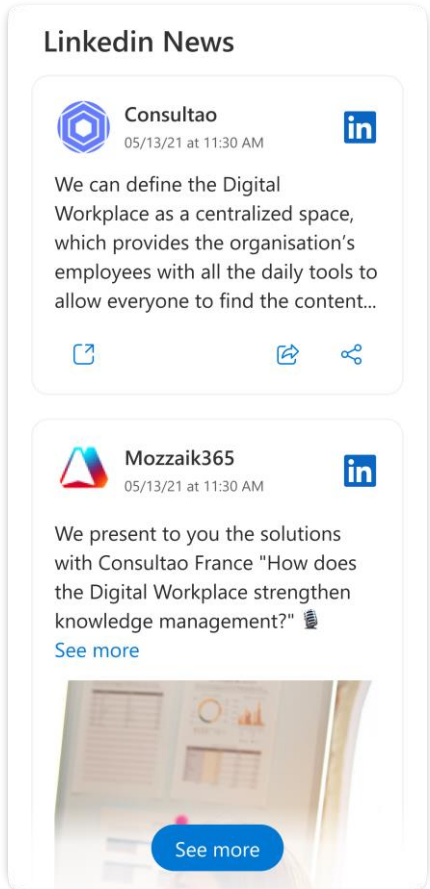 Linkedin News
Consultao
in
05/13/21 at 11:30 AM
We can define the Digital
Workplace as a centralized space,
which provides the organisation's
employees with all the daily tools to
allow everyone to find the content...
Mozzaik365
in
05/13/21 at 11:30 AM
We present to you the solutions
with Consultao France "How does
the Digital Workplace strengthen
knowledge management?"
See more
See more